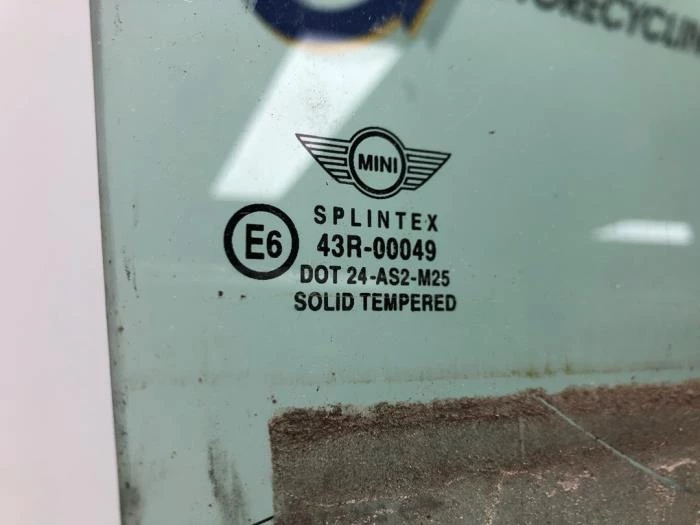 MINI
SPLINTEX
E6
43R-00049
DOT 24-AS2-M25
SOLID TEMPERED